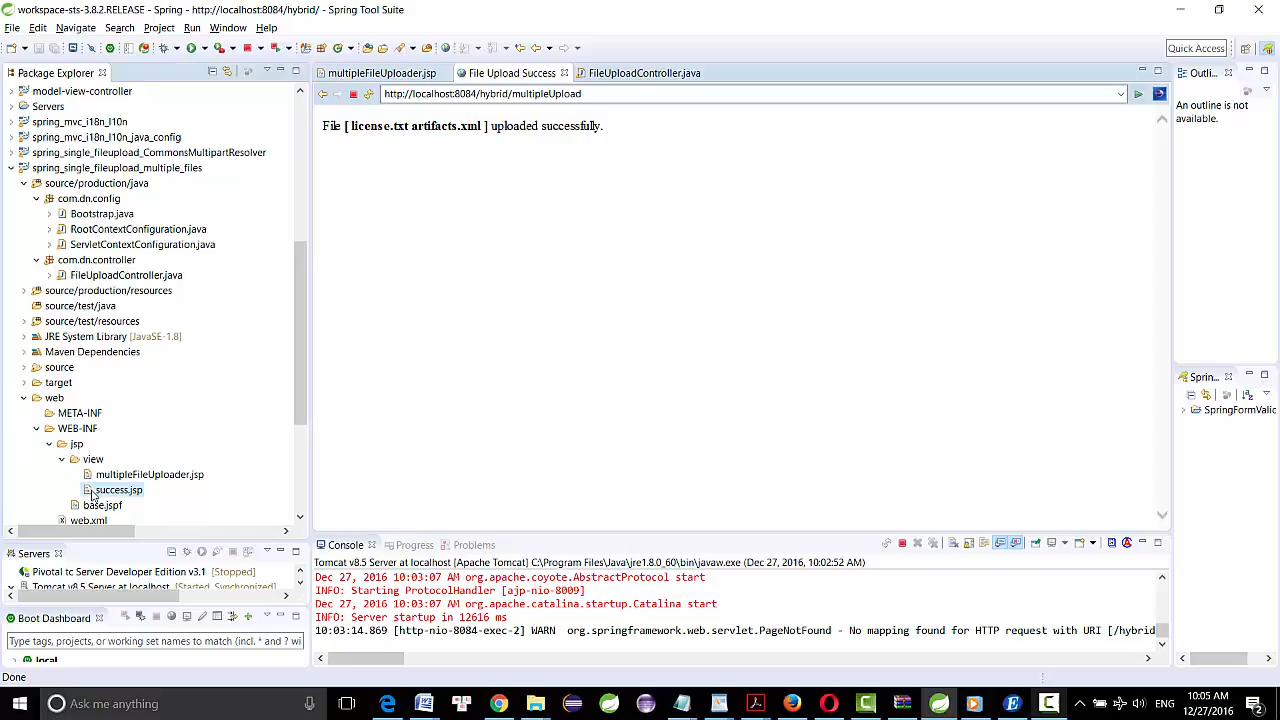 workspace-sts-3.8.2.RELEASE - Spring - http://localhost:8084/hybrid/ - Spring Tool Suite
File Edit Navigate Search Project Run Window Help
Quick Access
Package Explorer
model-view-controller
Servers
spring_mvc_i18n_l10n
spring_mvc_i18n_l10n_java_config
spring_single_fileupload_CommonsMultipartResolver
spring_single_fileupload_multiple_files
source/production/java
com.dn.config
Bootstrap.java
RootContextConfiguration.java
ServletContextConfiguration.java
com.dn.controller
FileUploadController.java
source/production/resources
source/test/java
source/test/resources
JRE System Library [JavaSE-1.8]
Maven Dependencies
source
target
web
META-INF
WEB-INF
jsp
view
multipleFileUploader.jsp
success.jsp
base.jspf
web.xml
Servers
Pivotal tc Server Developer Edition v3.1 [Stopped]
Tomcat v8.5 Server at localhost [Started, Synchronized]
Boot Dashboard
Type tags, projects, or working set names to match (incl. * and ? wi
local
multipleFileUploader.jsp File Upload Success FileUploadController.java
http://localhost:8084/hybrid/multipleUpload
File [ license.txt artifacts.xml ] uploaded successfully.
Console Progress Problems
Tomcat v8.5 Server at localhost [Apache Tomcat] C:\Program Files\Java\jre1.8.0_60\bin\javaw.exe (Dec 27, 2016, 10:02:52 AM)
Dec 27, 2016 10:03:07 AM org.apache.coyote.AbstractProtocol start
INFO: Starting ProtocolHandler [ajp-nio-8009]
Dec 27, 2016 10:03:07 AM org.apache.catalina.startup.Catalina start
INFO: Server startup in 12616 ms
10:03:14.869 [http-nio-8084-exec-2] WARN org.springframework.web.servlet.PageNotFound - No mapping found for HTTP request with URI [/hybrid
Outli...
An outline is not available.
Sprin...
SpringFormValic
Done
Ask me anything
ENG
10:05 AM
12/27/2016
2